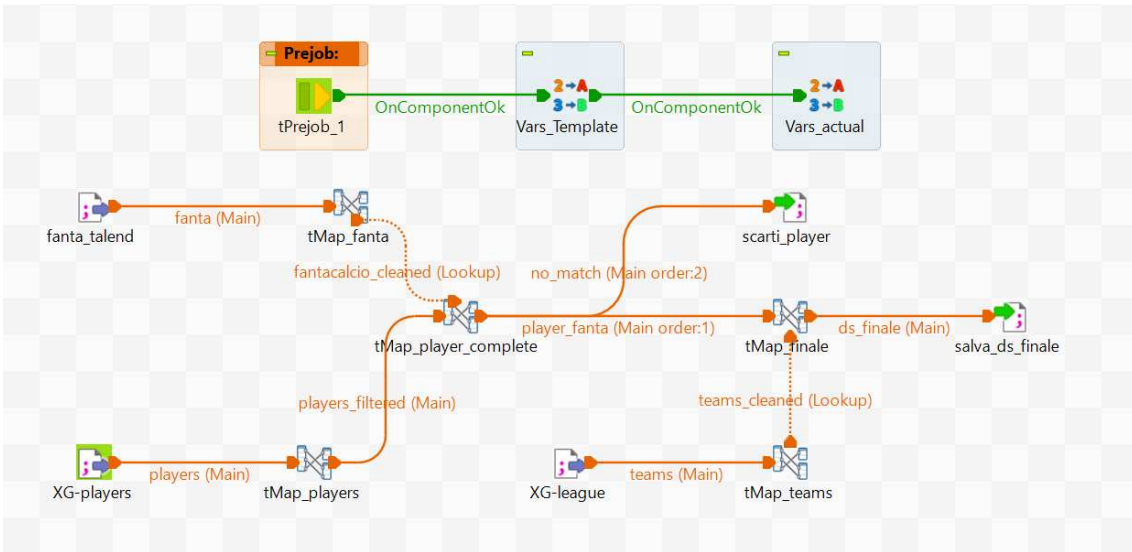 Prejob:
OnComponentOk
OnComponentOk
tPrejob_1
Vars_Template
Vars_actual
fanta (Main)
fanta_talend
tMap_fanta
scarti_player
fantacalcio_cleaned (Lookup)
no_match (Main order:2)
player_fanta (Main order:1)
ds_finale (Main)
tMap_player_complete
tMap_finale
salva_ds_finale
players_filtered (Main)
teams_cleaned (Lookup)
players (Main)
teams (Main)
XG-players
tMap_players
XG-league
tMap_teams